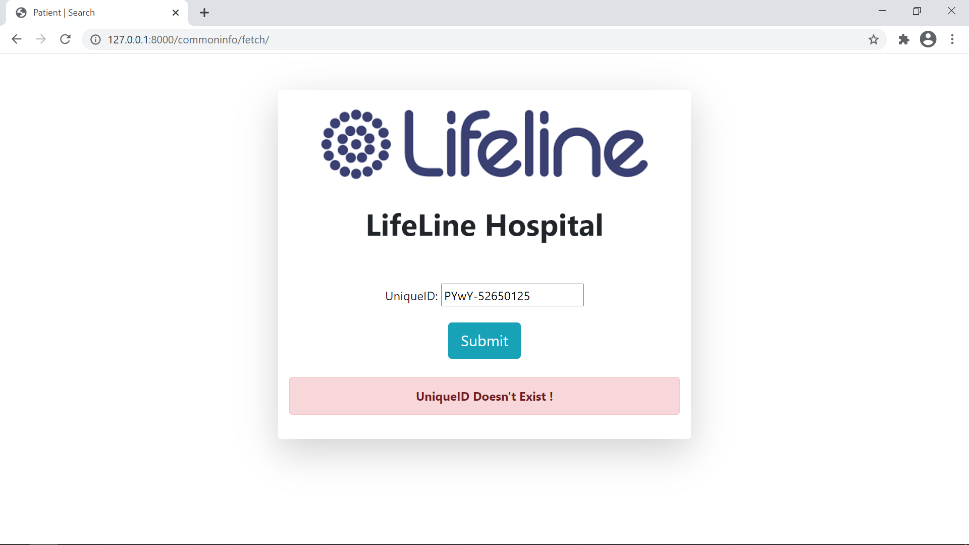 Patient | Search
127.0.0.1:8000/commoninfo/fetch/
Lifeline
LifeLine Hospital
UniqueID: PYwY-52650125
Submit
UniqueID Doesn't Exist !